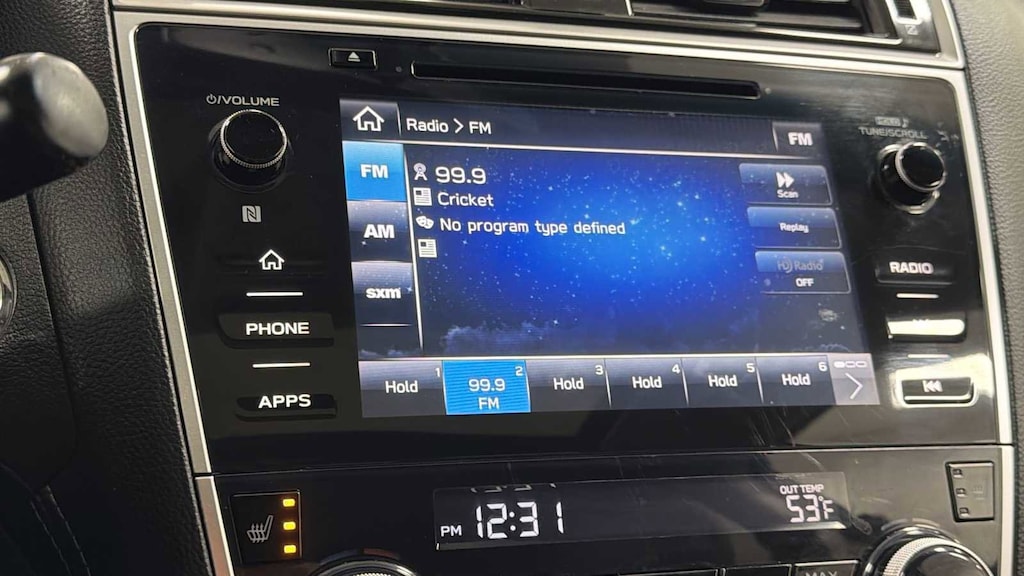 ⏻/VOLUME
TUNE/SCROLL
Radio > FM
FM
FM
99.9
Scan
Cricket
AM
No program type defined
Replay
HD Radio
OFF
sxm
RADIO
PHONE
APPS
Hold 1
99.9 2
FM
Hold 3
Hold 4
Hold 5
Hold 6
PM 12:31
OUT TEMP
53°F
MAX